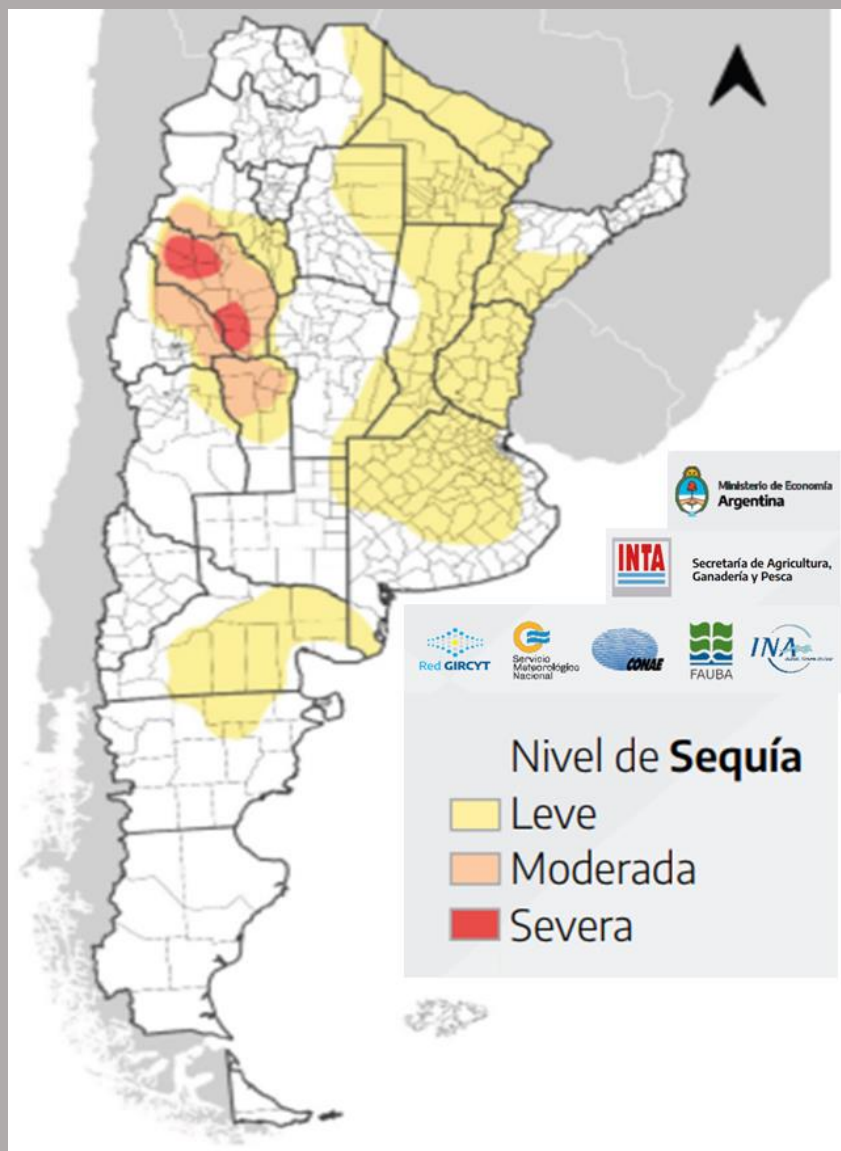 Ministerio de Economía
Argentina
INTA
Secretaría de Agricultura,
Ganadería y Pesca
Red GIRCYT
Servicio
Meteorológico
Nacional
CONAE
FAUBA
INA
Nivel de Sequía
Leve
Moderada
Severa